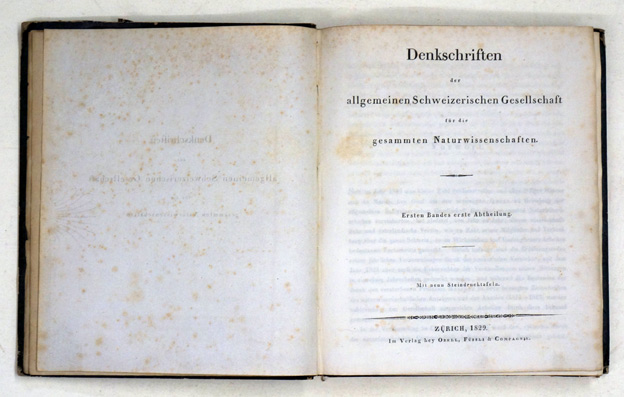 Denkschriften
der
allgemeinen Schweizerischen Gesellschaft
für die
gesammten Naturwissenschaften.
Ersten Bandes erste Abtheilung.
Mit neun Steindrucktafeln.
ZÜRICH, 1829.
Im Verlag bey Orell, Füssli & Compagnie.